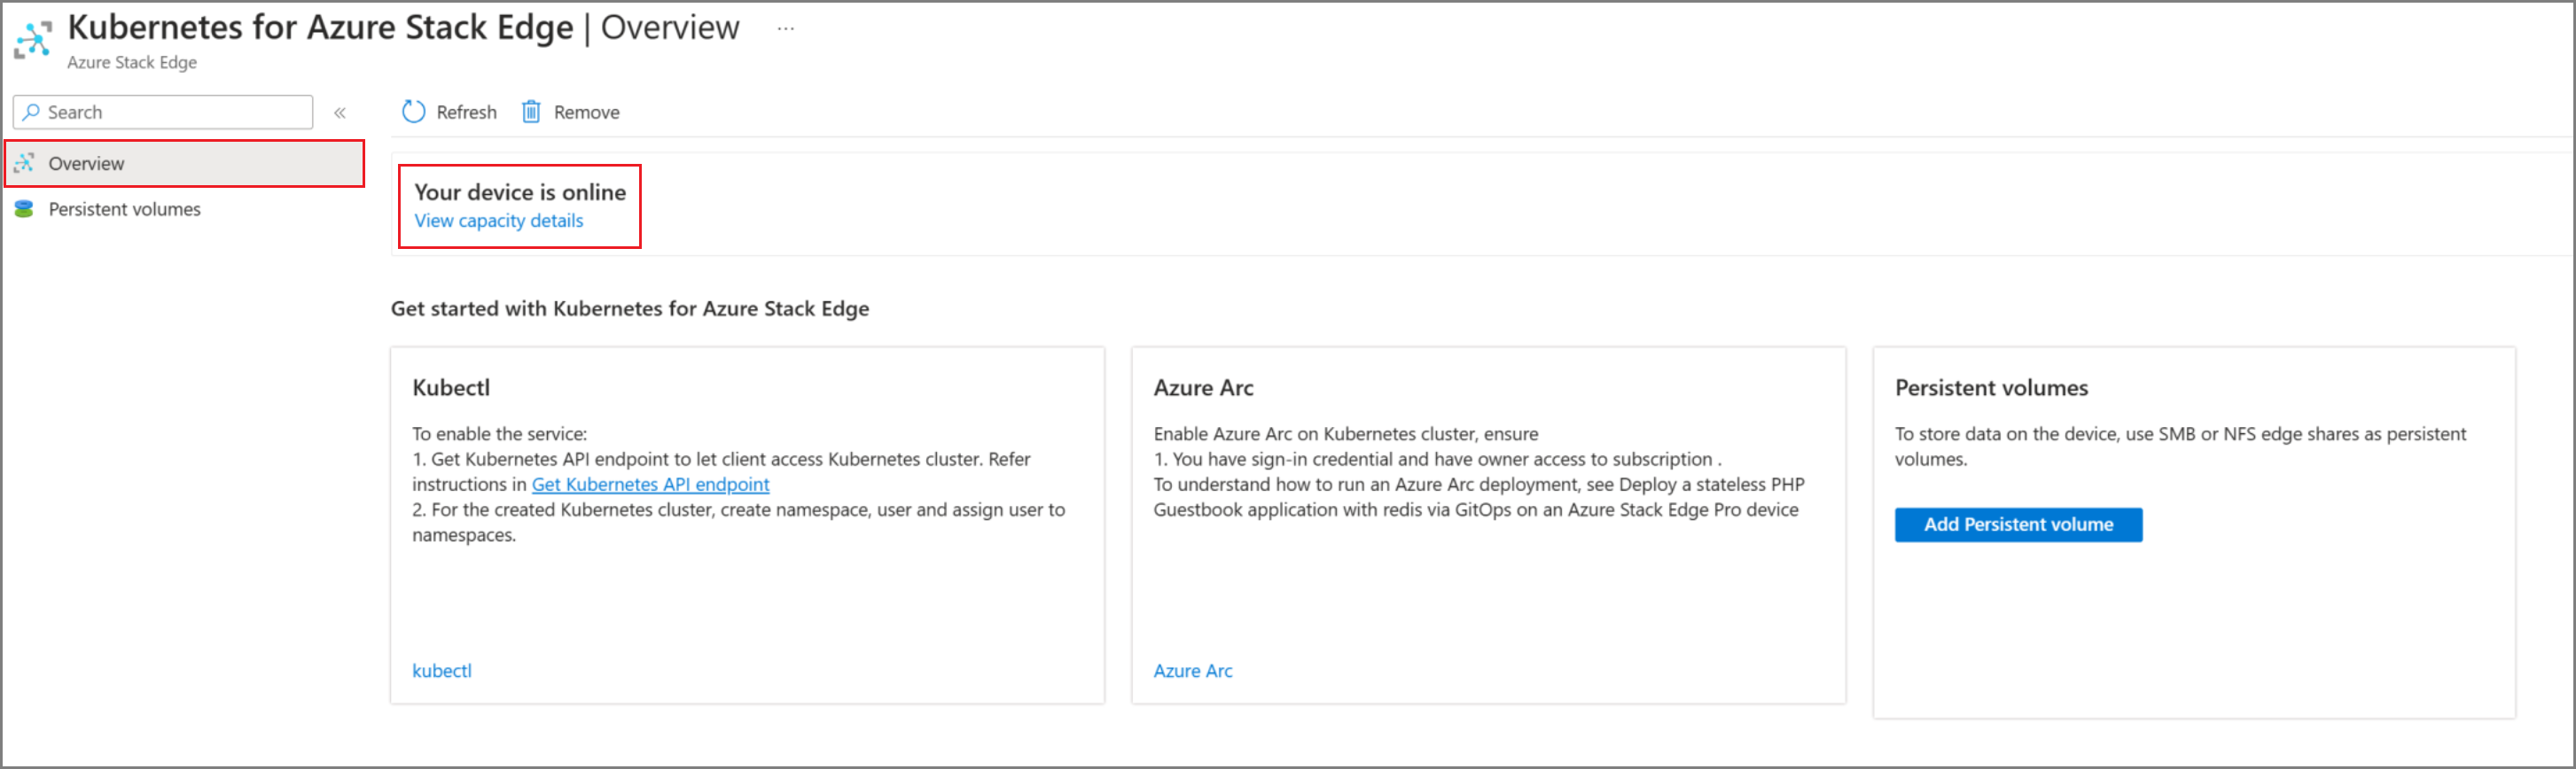 Kubernetes for Azure Stack Edge | Overview ...
Azure Stack Edge
Search «
Refresh Remove
Overview
Persistent volumes
Your device is online
View capacity details
Get started with Kubernetes for Azure Stack Edge
Kubectl
To enable the service:
1. Get Kubernetes API endpoint to let client access Kubernetes cluster. Refer
instructions in Get Kubernetes API endpoint
2. For the created Kubernetes cluster, create namespace, user and assign user to
namespaces.
kubectl
Azure Arc
Enable Azure Arc on Kubernetes cluster, ensure
1. You have sign-in credential and have owner access to subscription .
To understand how to run an Azure Arc deployment, see Deploy a stateless PHP
Guestbook application with redis via GitOps on an Azure Stack Edge Pro device
Azure Arc
Persistent volumes
To store data on the device, use SMB or NFS edge shares as persistent
volumes.
Add Persistent volume